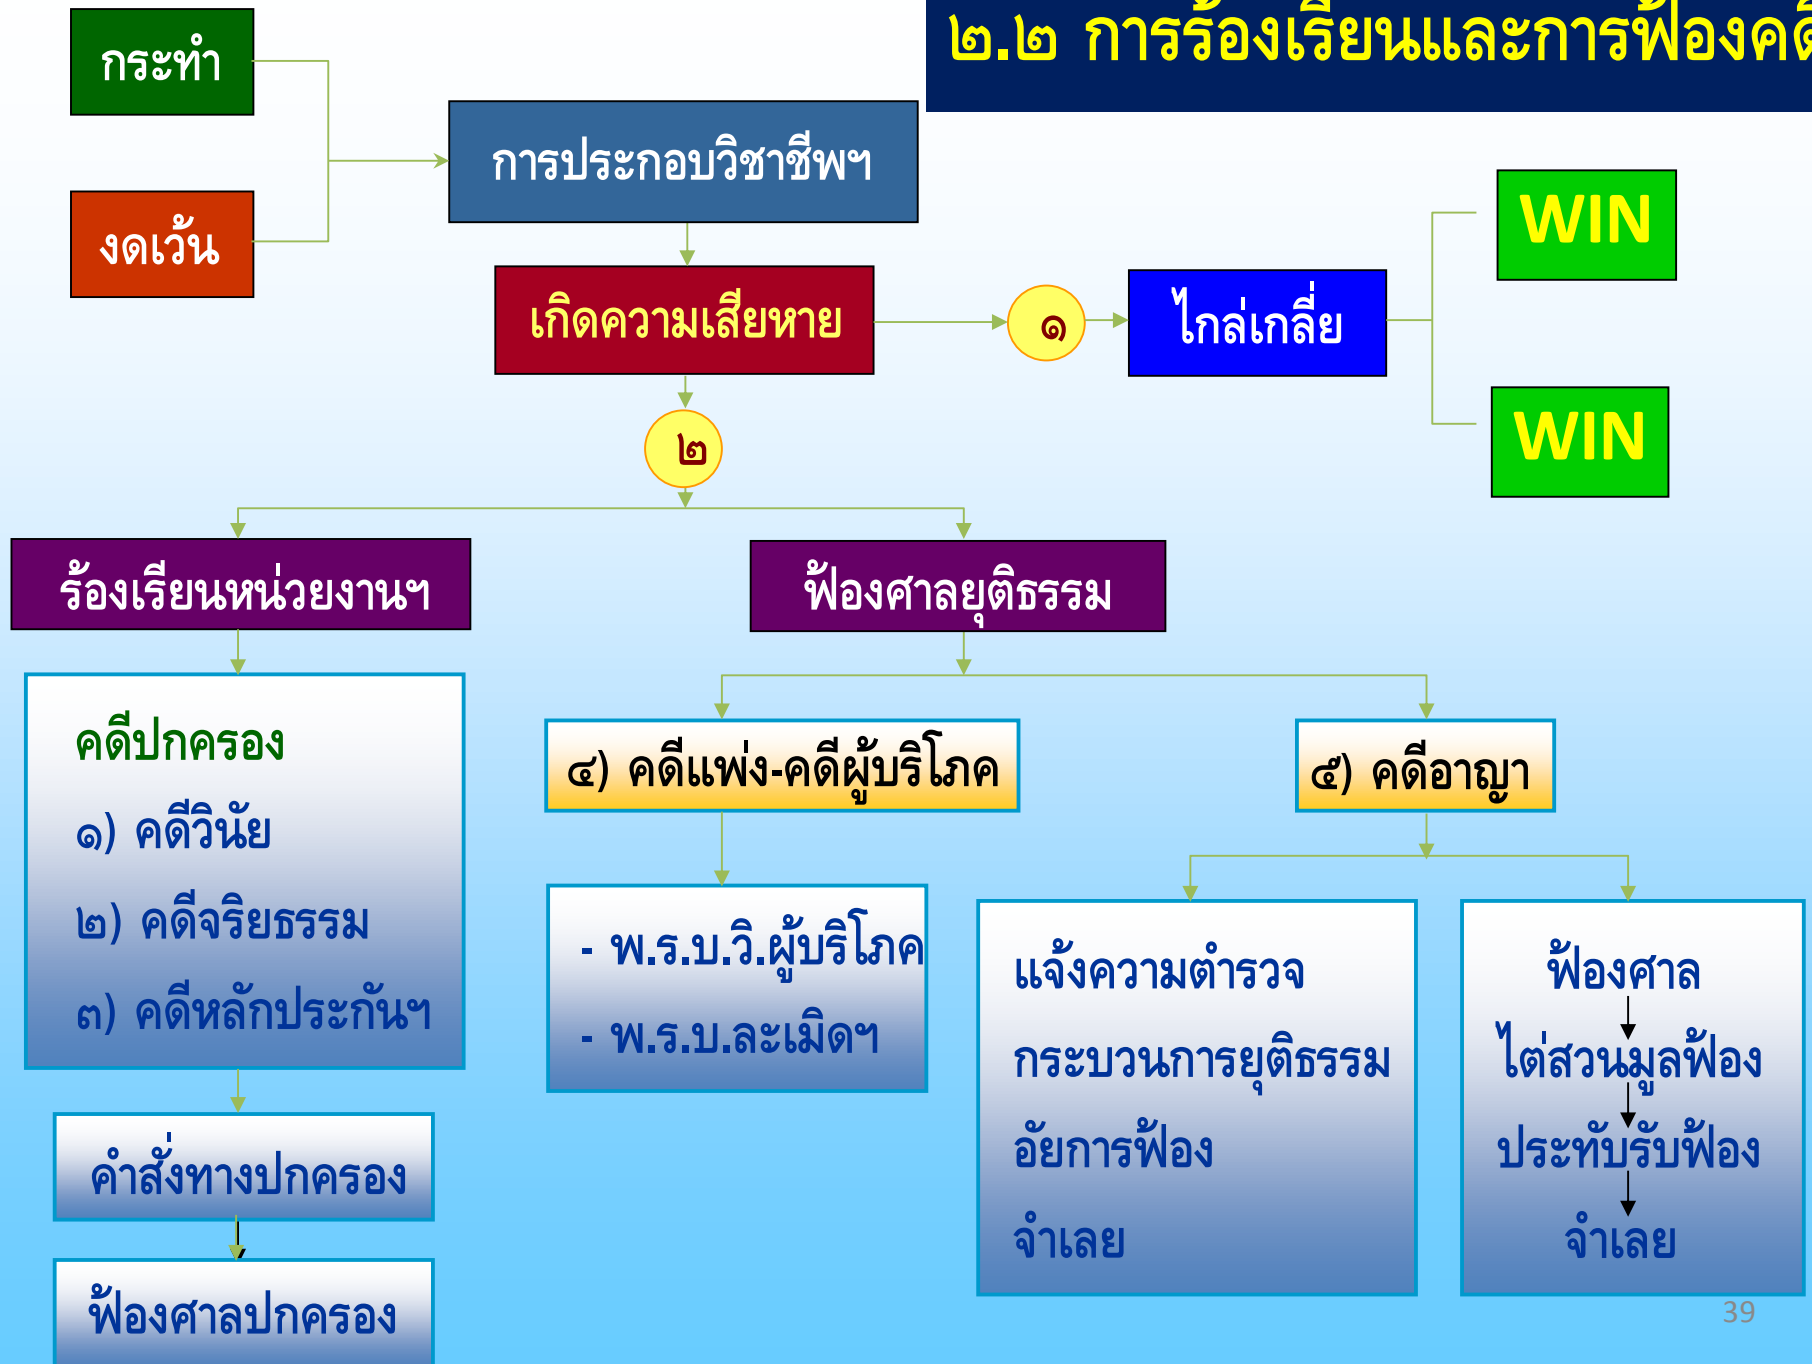 ๒.๒ การร้องเรียนและการฟ้องคดี
กระทำ
งดเว้น
การประกอบวิชาชีพฯ
เกิดความเสียหาย
๑
ไกล่เกลี่ย
WIN
WIN
๒
ร้องเรียนหน่วยงานฯ
ฟ้องศาลยุติธรรม
คดีปกครอง
๑) คดีวินัย
๒) คดีจริยธรรม
๓) คดีหลักประกันฯ
คำสั่งทางปกครอง
ฟ้องศาลปกครอง
๔) คดีแพ่ง-คดีผู้บริโภค
- พ.ร.บ.วิ.ผู้บริโภค
- พ.ร.บ.ละเมิดฯ
๕) คดีอาญา
แจ้งความตำรวจ
กระบวนการยุติธรรม
อัยการฟ้อง
จำเลย
ฟ้องศาล
ไต่สวนมูลฟ้อง
ประทับรับฟ้อง
จำเลย
39